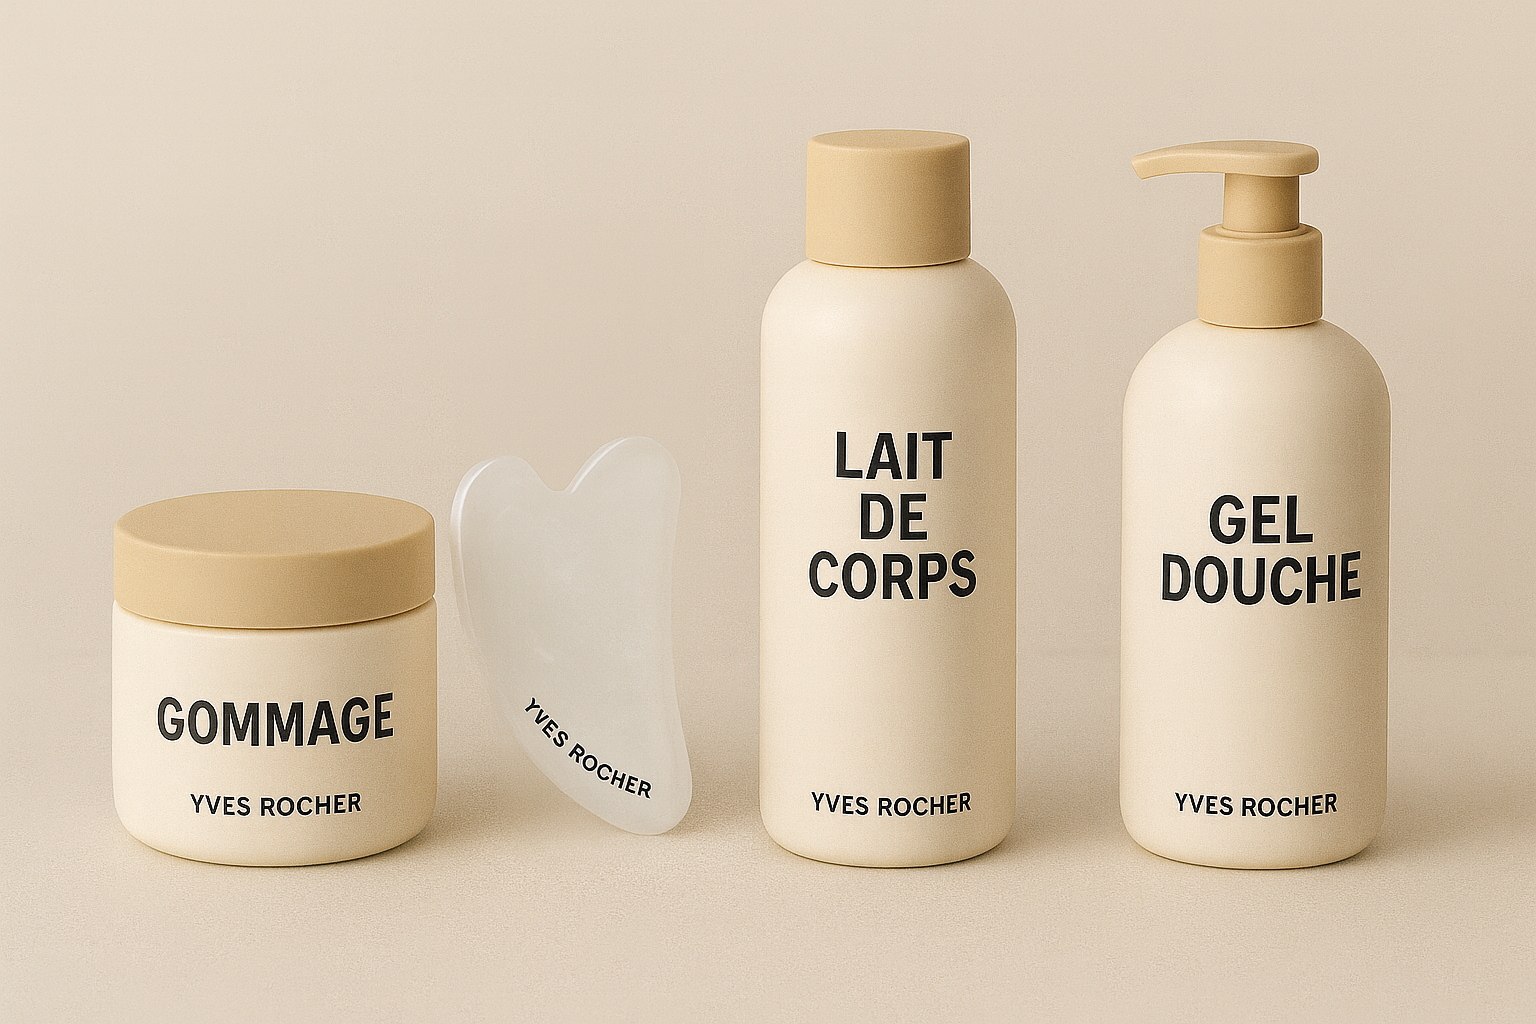 GOMMAGE
YVES ROCHER
YVES ROCHER
LAIT
DE
CORPS
YVES ROCHER
GEL
DOUCHE
YVES ROCHER